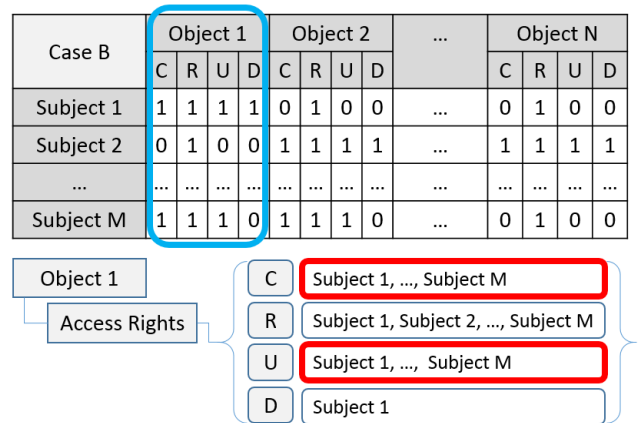 Case B Object 1 Object 2 ... Object N
C R U D C R U D C R U D
Subject 1 1 1 1 1 0 1 0 0 ... 0 1 0 0
Subject 2 0 1 0 0 1 1 1 1 ... 1 1 1 1
... ... ... ... ... ... ... ... ... ... ... ... ... ...
Subject M 1 1 1 0 1 1 1 0 ... 0 1 0 0
Object 1
Access Rights
C Subject 1, ..., Subject M
R Subject 1, Subject 2, ..., Subject M
U Subject 1, ..., Subject M
D Subject 1